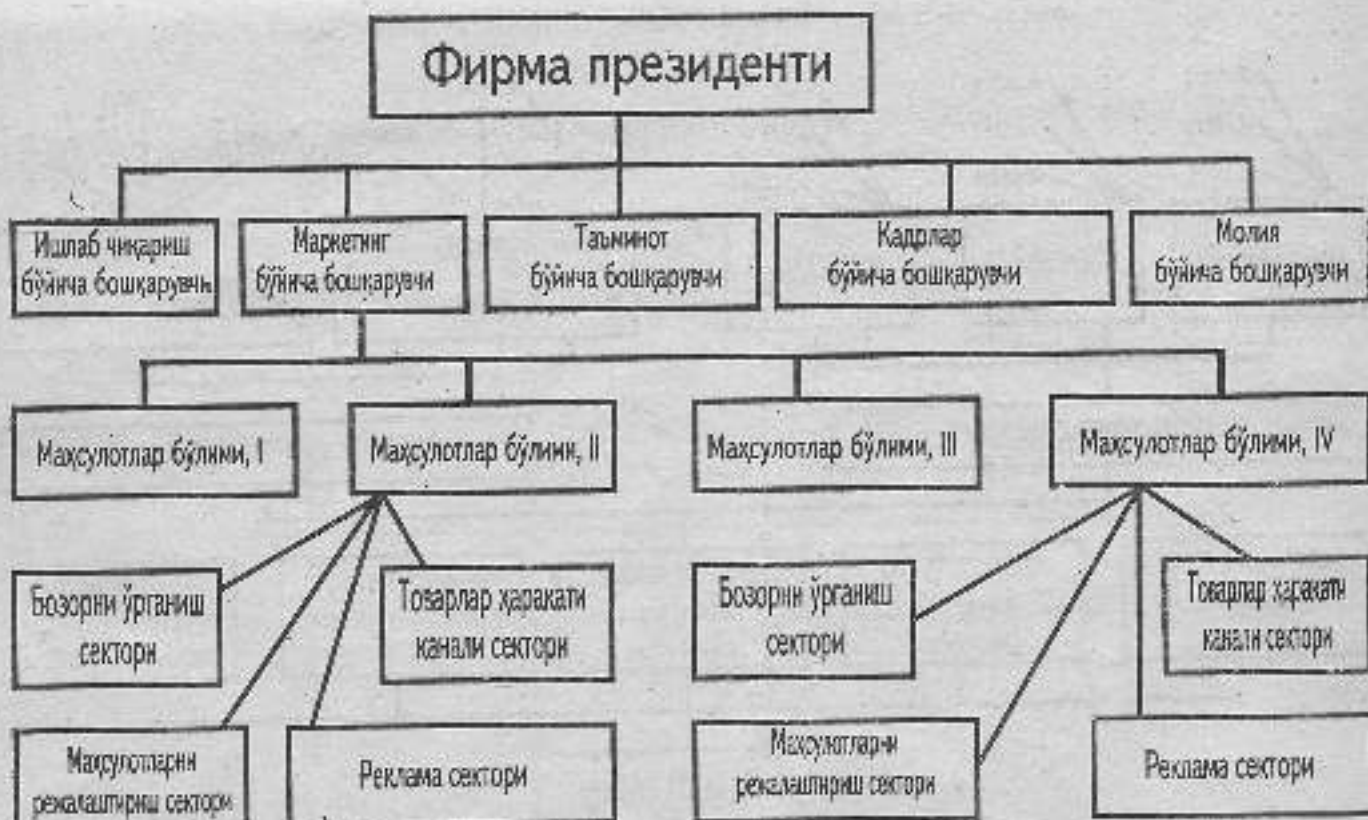 Фирма президенти
Ишлаб чиқариш
бўйича бошқарувчи
Маркетинг
бўйича бошқарувчи
Таъминот
бўйича бошқарувчи
Кадрлар
бўйича бошқарувчи
Молия
бўйича бошқарувчи
Маҳсулотлар бўлими, I
Маҳсулотлар бўлими, II
Маҳсулотлар бўлими, III
Маҳсулотлар бўлими, IV
Бозорни ўрганиш
сектори
Товарлар ҳаракати
канали сектори
Бозорни ўрганиш
сектори
Товарлар ҳаракати
канали сектори
Маҳсулотларни
режалаштириш сектори
Реклама сектори
Маҳсулотларни
режалаштириш сектори
Реклама сектори